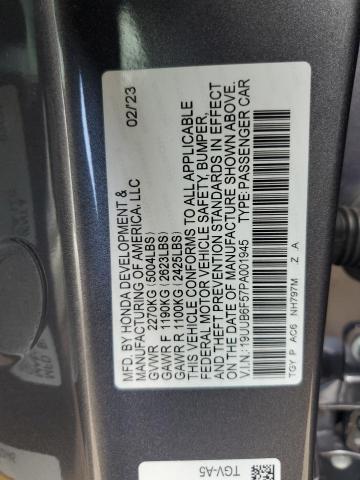 MFD. BY HONDA DEVELOPMENT &
MANUFACTURING OF AMERICA, LLC 02/'23
GVWR 2270KG (5004LBS)
GAWR F 1190KG (2623LBS)
GAWR R 1100KG (2425LBS)
THIS VEHICLE CONFORMS TO ALL APPLICABLE
FEDERAL MOTOR VEHICLE SAFETY, BUMPER,
AND THEFT PREVENTION STANDARDS IN EFFECT
ON THE DATE OF MANUFACTURE SHOWN ABOVE.
V.I.N.:19UUB6F57PA001945 TYPE: PASSENGER CAR
TGY P AC6 NH797M Z A
TGV-A5